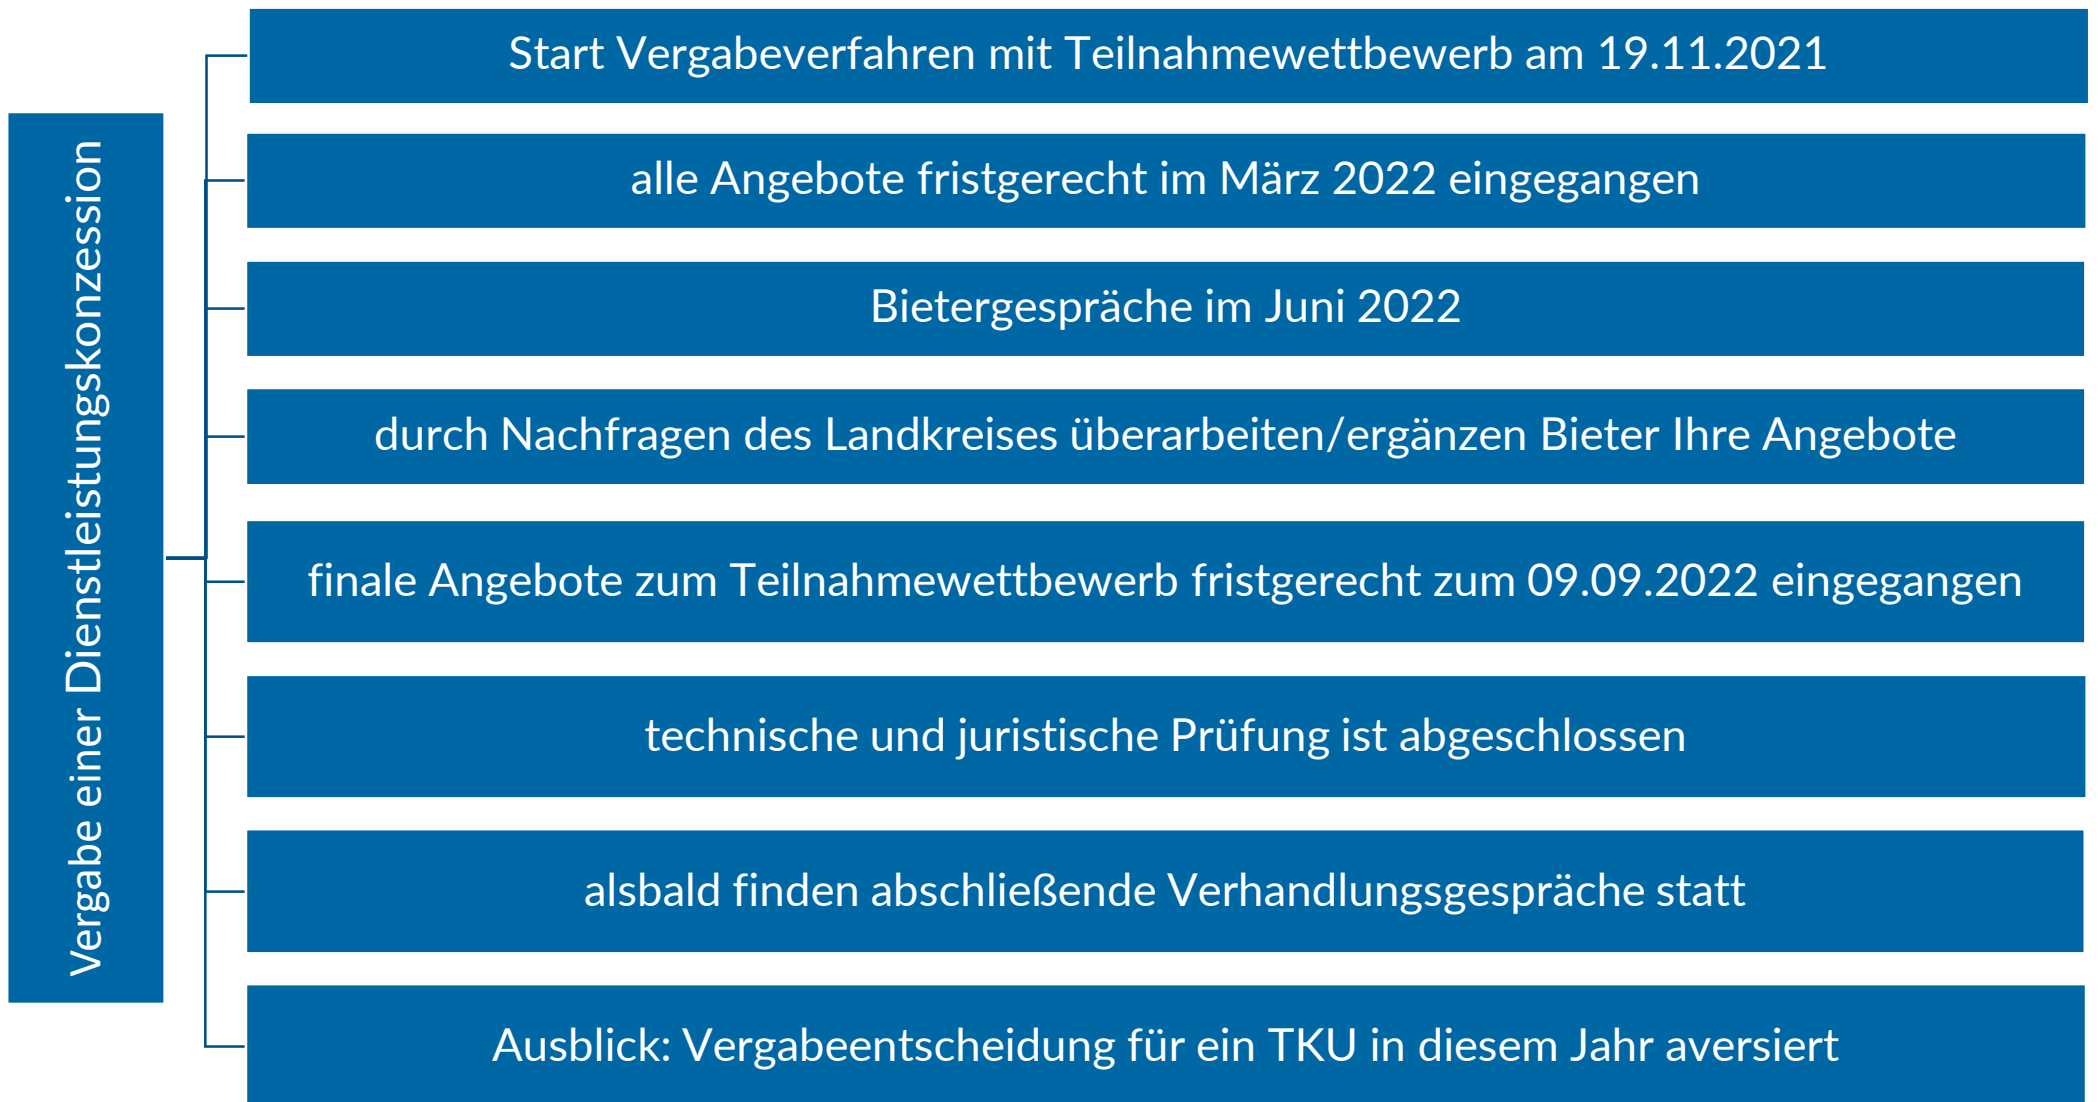 Vergabe einer Dienstleistungskonzession
Start Vergabeverfahren mit Teilnahmewettbewerb am 19.11.2021
alle Angebote fristgerecht im März 2022 eingegangen
Bietergespräche im Juni 2022
durch Nachfragen des Landkreises überarbeiten/ergänzen Bieter Ihre Angebote
finale Angebote zum Teilnahmewettbewerb fristgerecht zum 09.09.2022 eingegangen
technische und juristische Prüfung ist abgeschlossen
alsbald finden abschließende Verhandlungsgespräche statt
Ausblick: Vergabeentscheidung für ein TKU in diesem Jahr aversiert